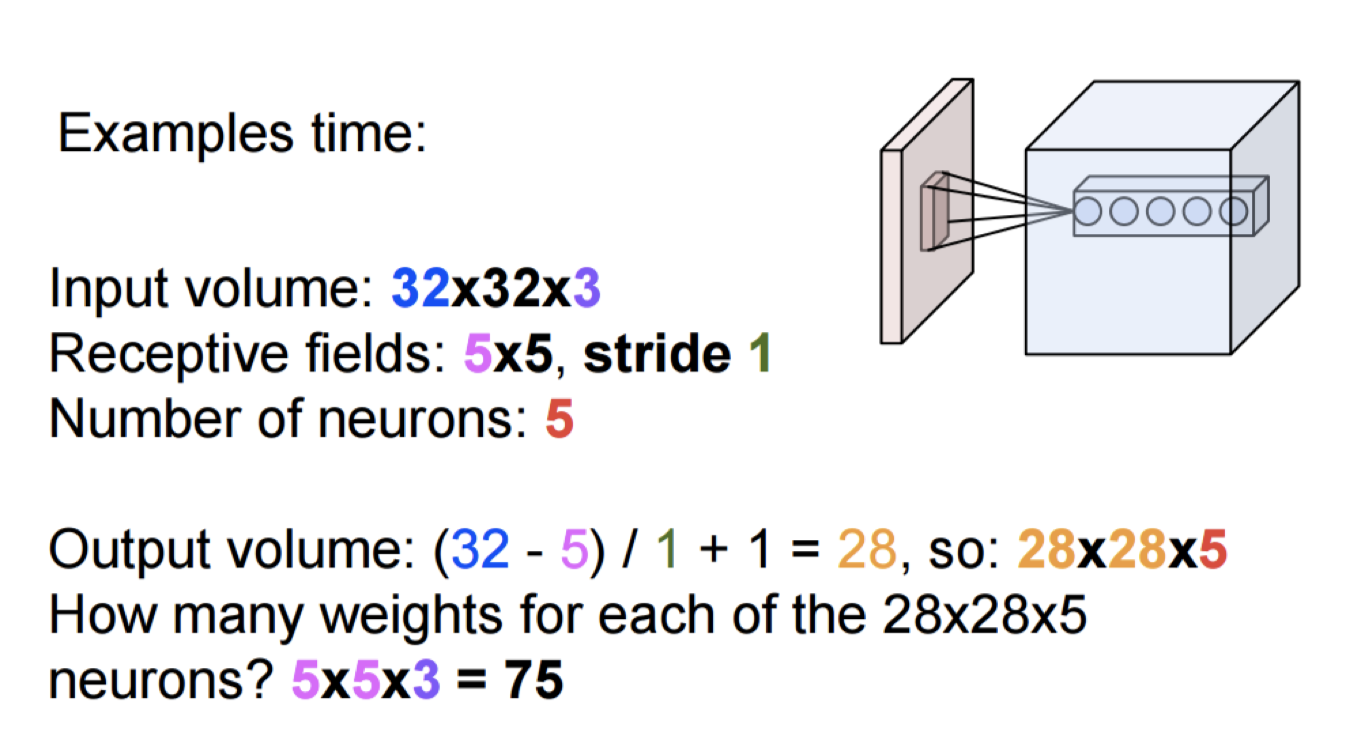 Examples time:
Input volume: 32x32x3
Receptive fields: 5x5, stride 1
Number of neurons: 5
Output volume: (32 - 5) / 1 + 1 = 28, so: 28x28x5
How many weights for each of the 28x28x5
neurons? 5x5x3 = 75